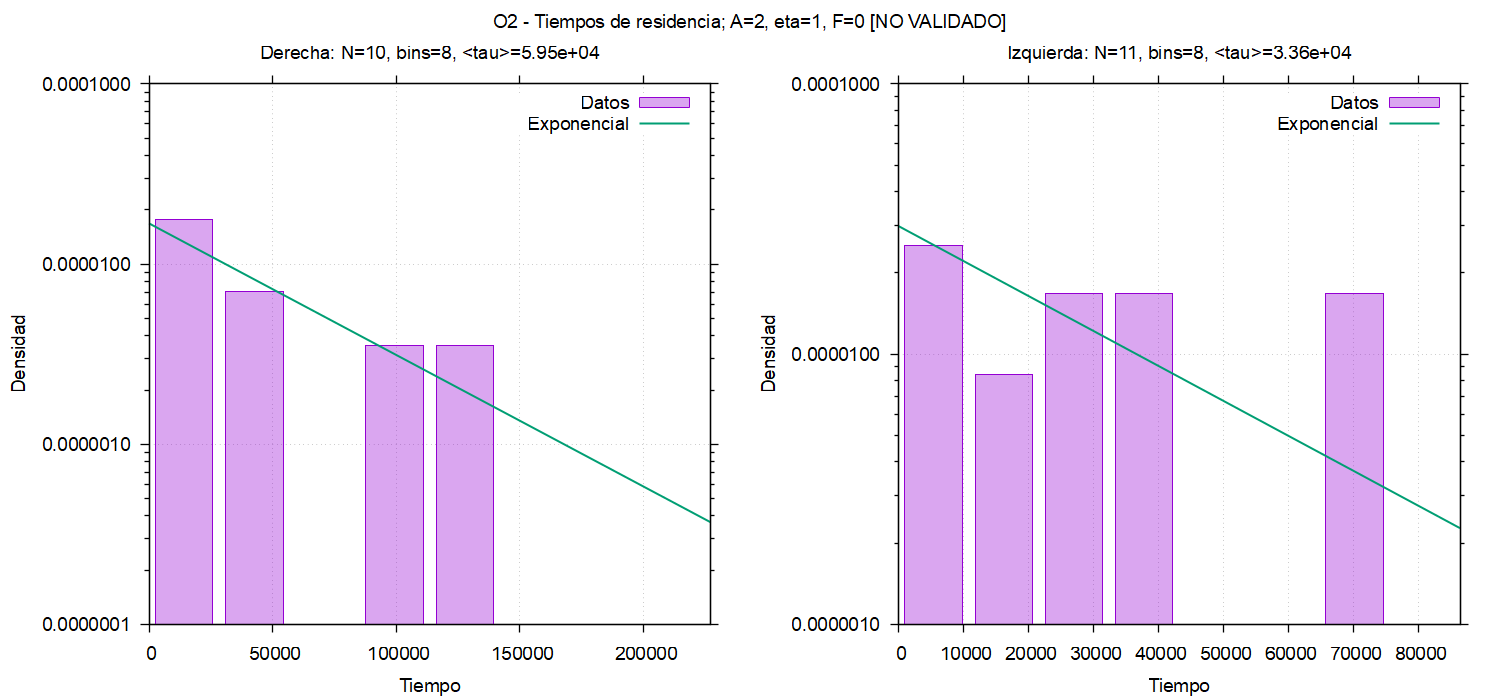 O2 - Tiempos de residencia; A=2, eta=1, F=0 [NO VALIDADO]
Derecha: N=10, bins=8, <tau>=5.95e+04
0.0001000
0.0000100
0.0000010
0.0000001
Densidad
Datos
Exponencial
0 50000 100000 150000 200000
Tiempo
Izquierda: N=11, bins=8, <tau>=3.36e+04
0.0001000
0.0000100
0.0000010
Densidad
Datos
Exponencial
0 10000 20000 30000 40000 50000 60000 70000 80000
Tiempo